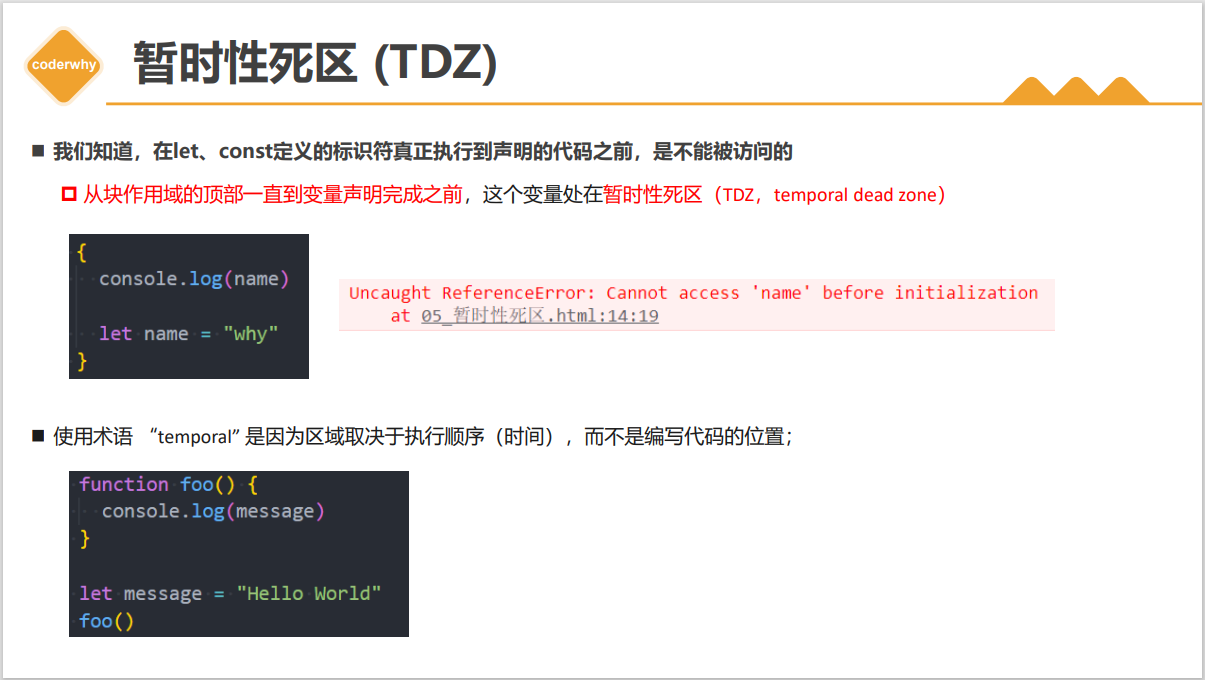 coderwhy
暂时性死区 (TDZ)
我们知道，在let、const定义的标识符真正执行到声明的代码之前，是不能被访问的
从块作用域的顶部一直到变量声明完成之前，这个变量处在暂时性死区（TDZ，temporal dead zone）
{
console.log(name)
let name = "why"
}
Uncaught ReferenceError: Cannot access 'name' before initialization
at 05_暂时性死区.html:14:19
使用术语 “temporal” 是因为区域取决于执行顺序（时间），而不是编写代码的位置；
function foo() {
console.log(message)
}
let message = "Hello World"
foo()